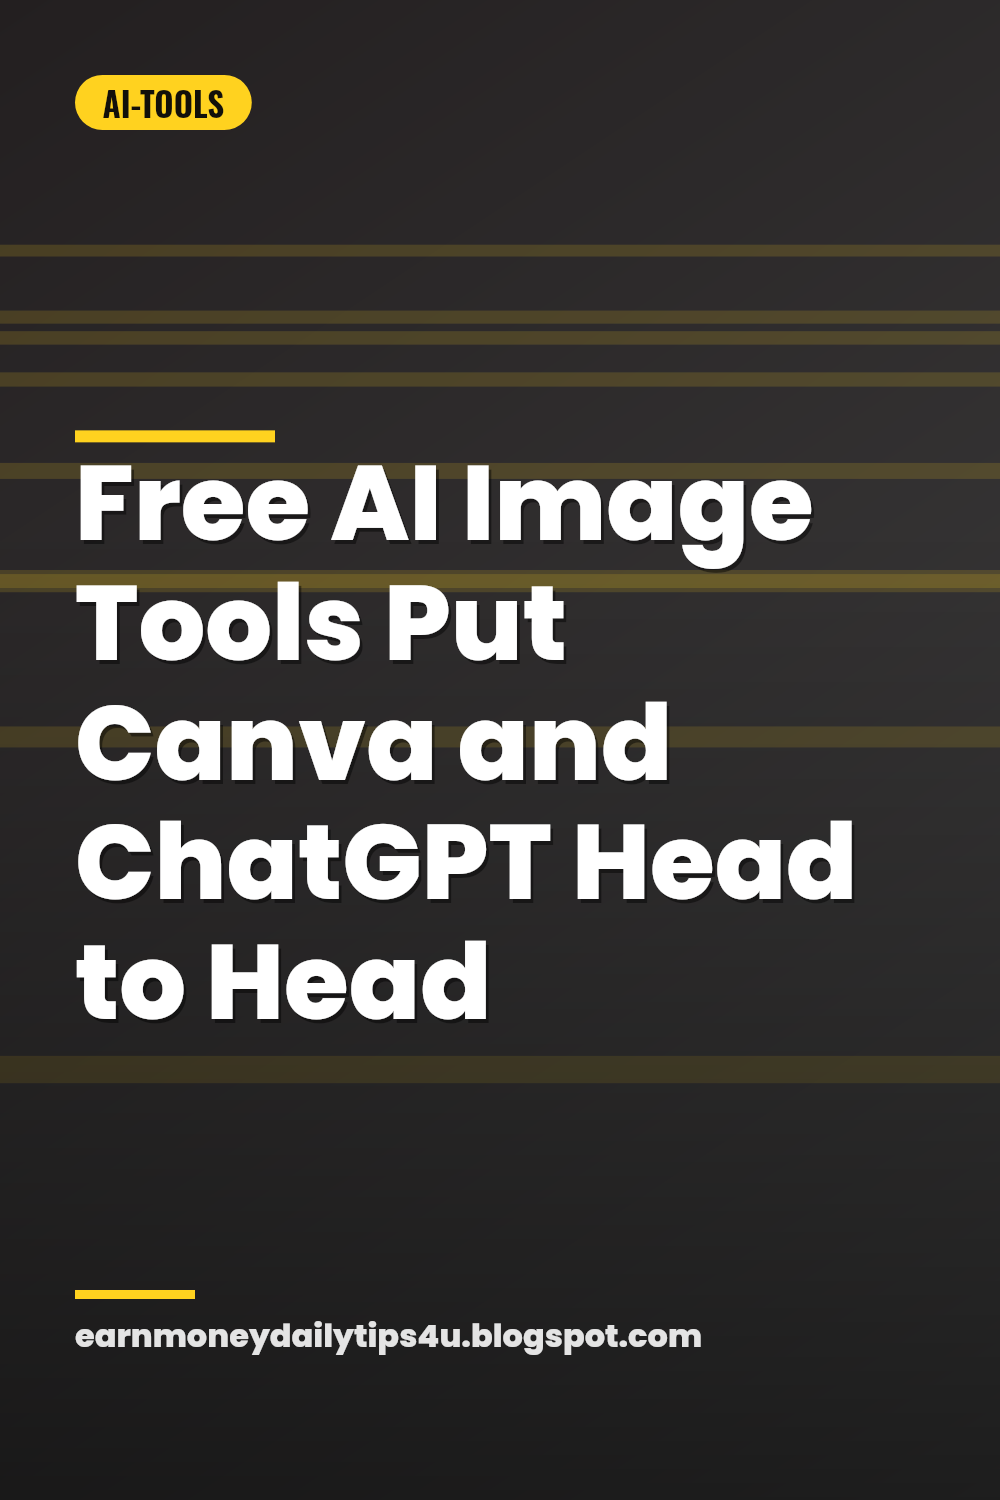 AI-TOOLS
Free AI Image
Tools Put
Canva and
ChatGPT Head
to Head
earnmoneydailytips4u.blogspot.com